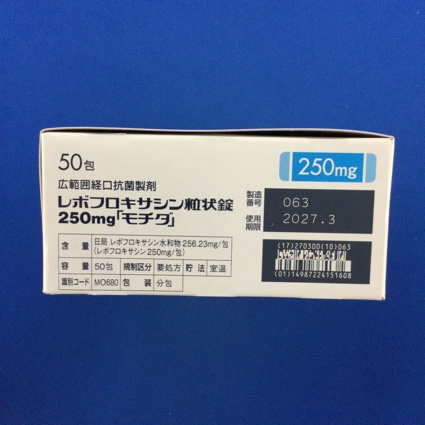 50包
250mg
広範囲経口抗菌製剤
レボフロキサシン粒状錠
250mg「モチダ」
製造番号 063
使用期限 2027.3
含量 日局 レボフロキサシン水和物 256.23mg/包
(レボフロキサシン 250mg/包)
容量 50包 規制区分 要処方 貯法 室温
識別コード MO680 包装 分包
(17)270300(10)063
(01)14987224151608